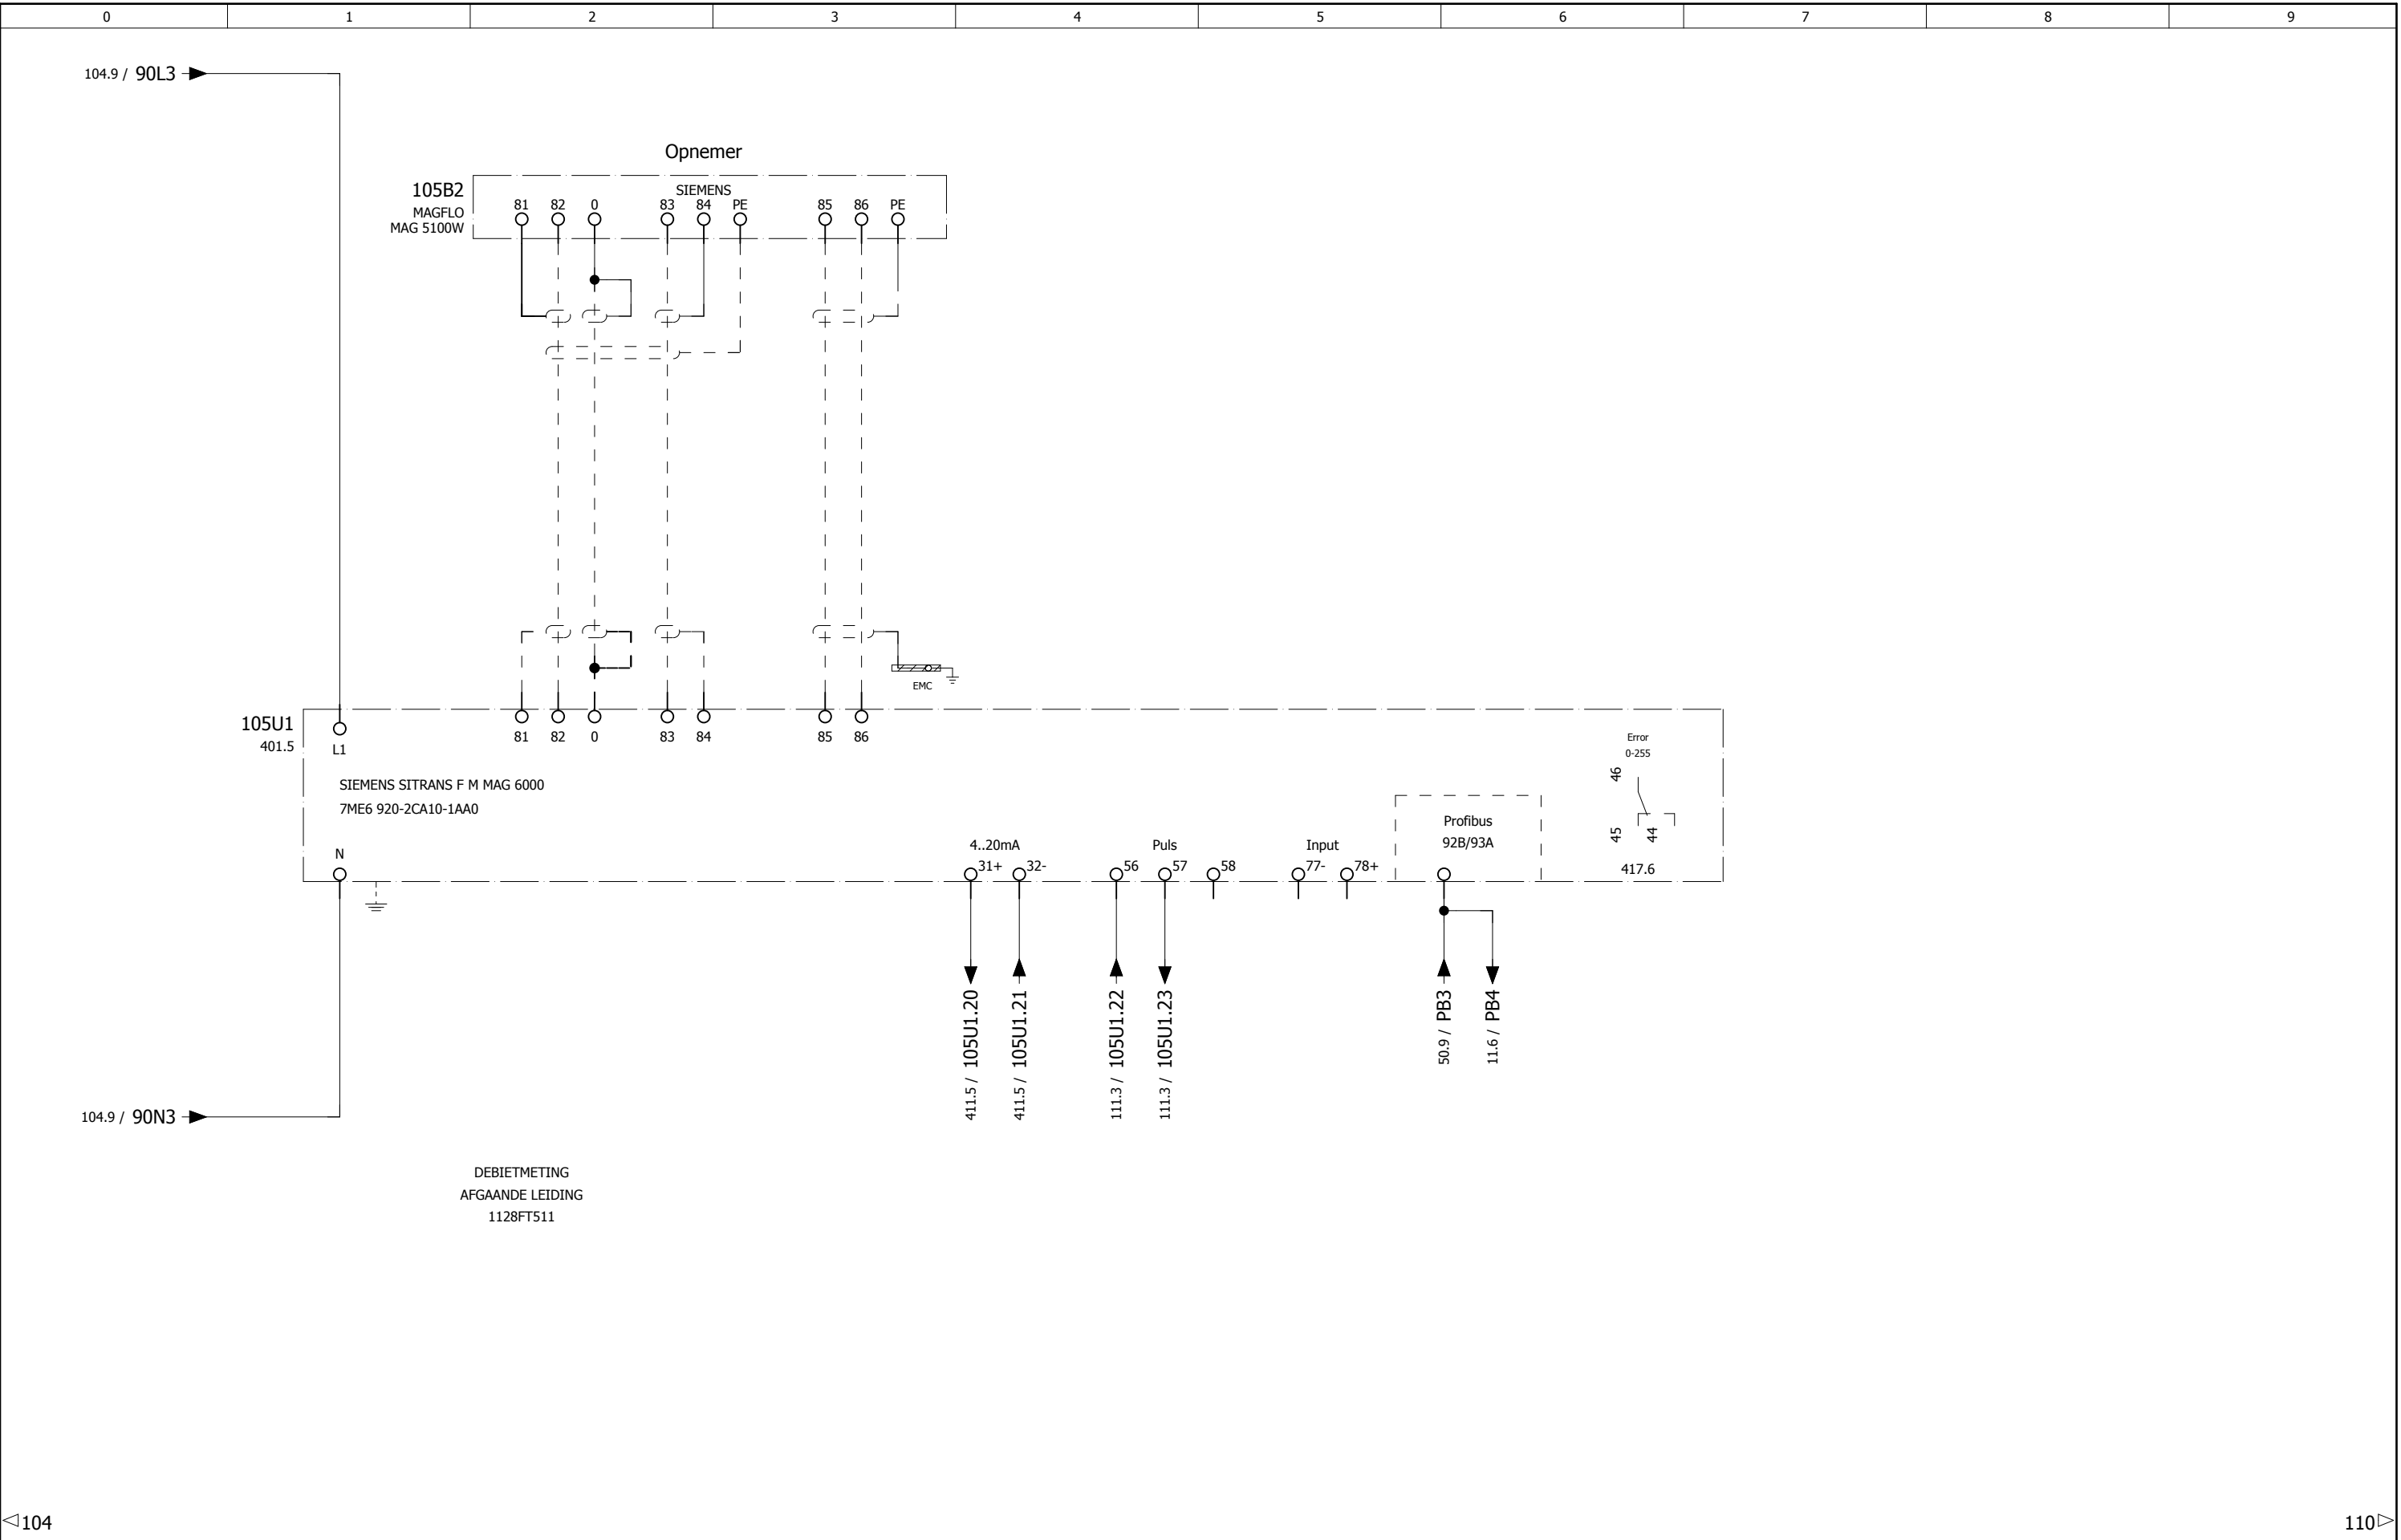 0 1 2 3 4 5 6 7 8 9
104.9 / 90L3
Opnemer
105B2
MAGFLO
MAG 5100W
SIEMENS
81 82 0 83 84 PE 85 86 PE
EMC
105U1
401.5
L1
81 82 0 83 84 85 86
SIEMENS SITRANS F M MAG 6000
7ME6 920-2CA10-1AA0
N
4..20mA
31+ 32-
Puls
56 57 58
Input
77- 78+
Profibus
92B/93A
Error
0-255
46
45 44
417.6
411.5 / 105U1.20
411.5 / 105U1.21
111.3 / 105U1.22
111.3 / 105U1.23
50.9 / PB3
11.6 / PB4
104.9 / 90N3
DEBIETMETING
AFGAANDE LEIDING
1128FT511
104
110